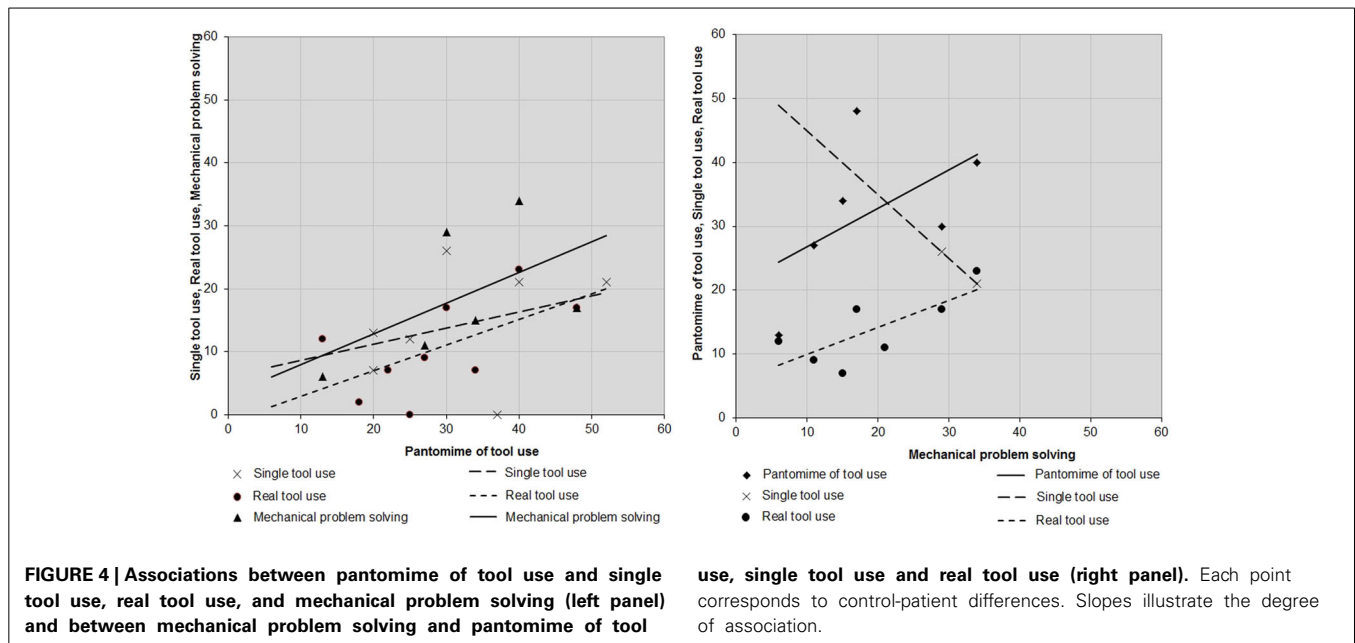 Single tool use, Real tool use, Mechanical problem solving
60
50
40
30
20
10
0
0 10 20 30 40 50 60
Pantomime of tool use
× Single tool use
● Real tool use
▲ Mechanical problem solving
Single tool use
Real tool use
Mechanical problem solving
Pantomime of tool use, Single tool use, Real tool use
60
50
40
30
20
10
0
0 10 20 30 40 50 60
Mechanical problem solving
◆ Pantomime of tool use
× Single tool use
● Real tool use
Pantomime of tool use
Single tool use
Real tool use
FIGURE 4 | Associations between pantomime of tool use and single
tool use, real tool use, and mechanical problem solving (left panel)
and between mechanical problem solving and pantomime of tool
use, single tool use and real tool use (right panel). Each point
corresponds to control-patient differences. Slopes illustrate the degree
of association.